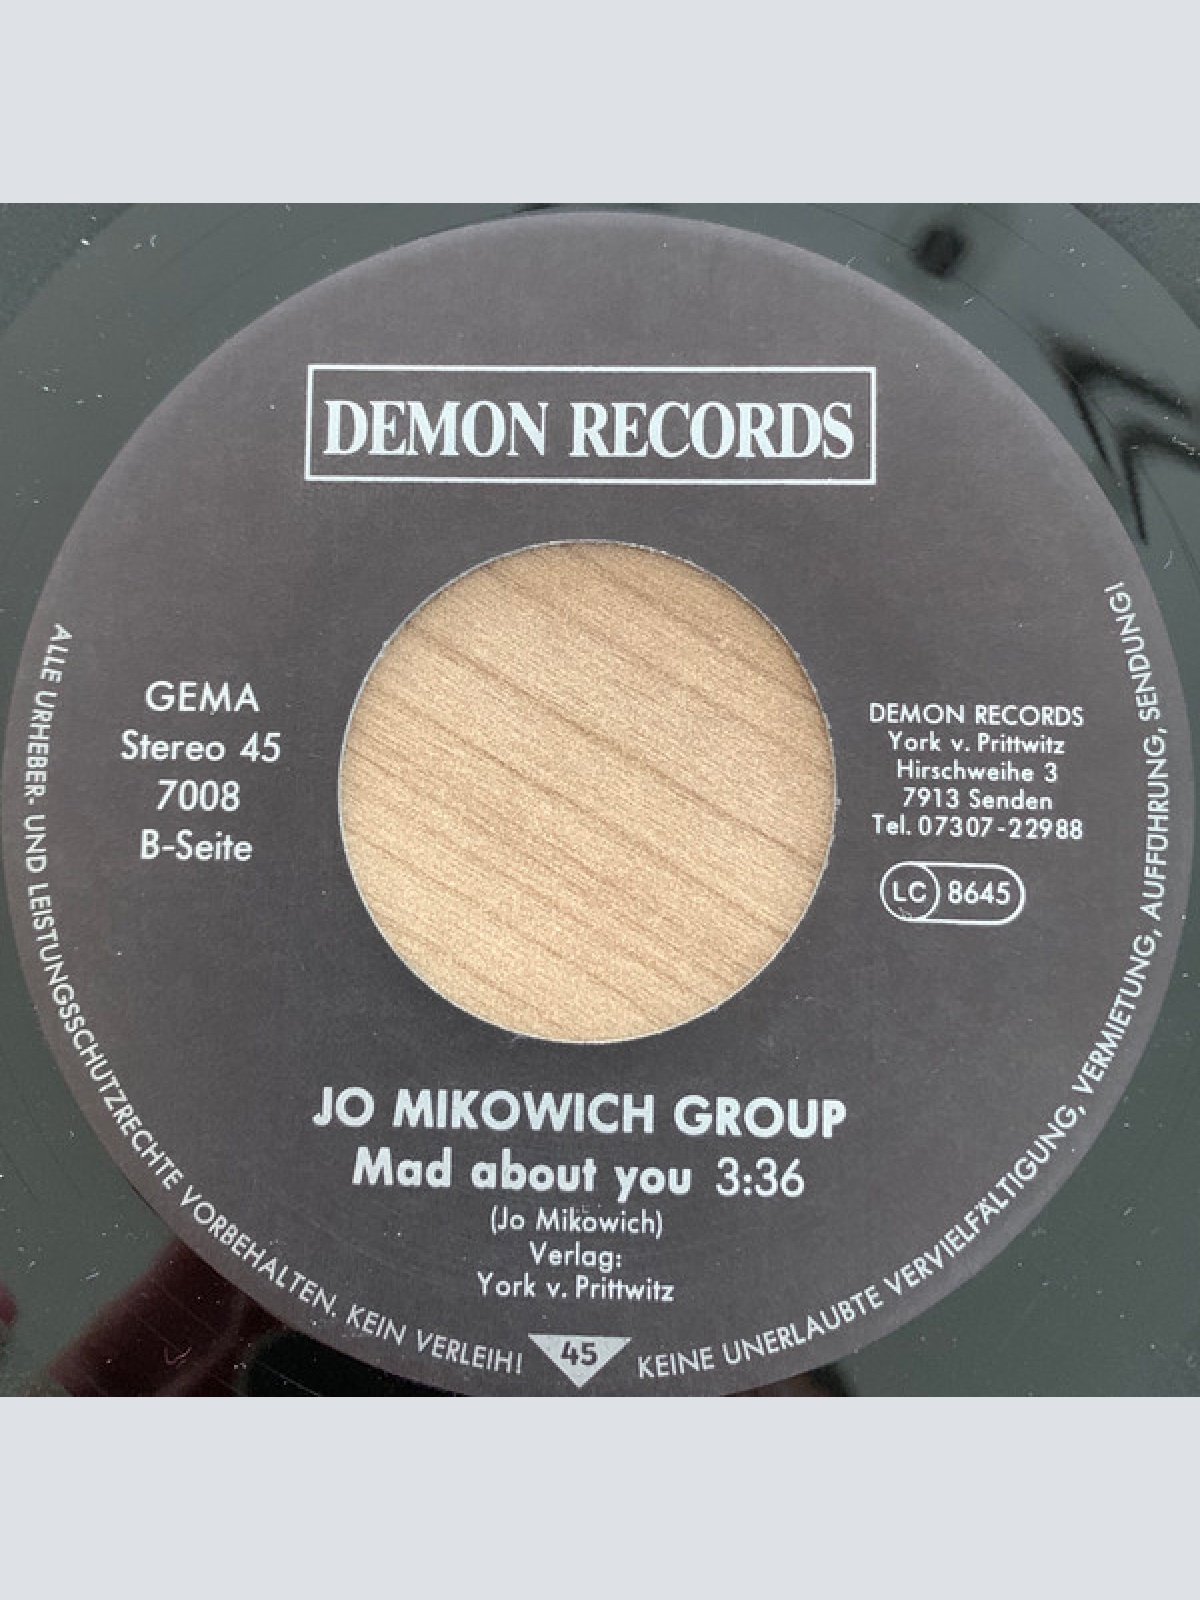 DEMON RECORDS
GEMA
Stereo 45
7008
B-Seite
DEMON RECORDS
York v. Prittwitz
Hirschweihe 3
7913 Senden
Tel. 07307-22988
LC 8645
JO MIKOWICH GROUP
Mad about you 3:36
(Jo Mikowich)
Verlag:
York v. Prittwitz
ALLE URHEBER- UND LEISTUNGSSCHUTZRECHTE VORBEHALTEN. KEIN VERLEIH!
45
KEINE UNERLAUBTE VERVIELFÄLTIGUNG, VERMIETUNG, AUFFÜHRUNG, SENDUNG!